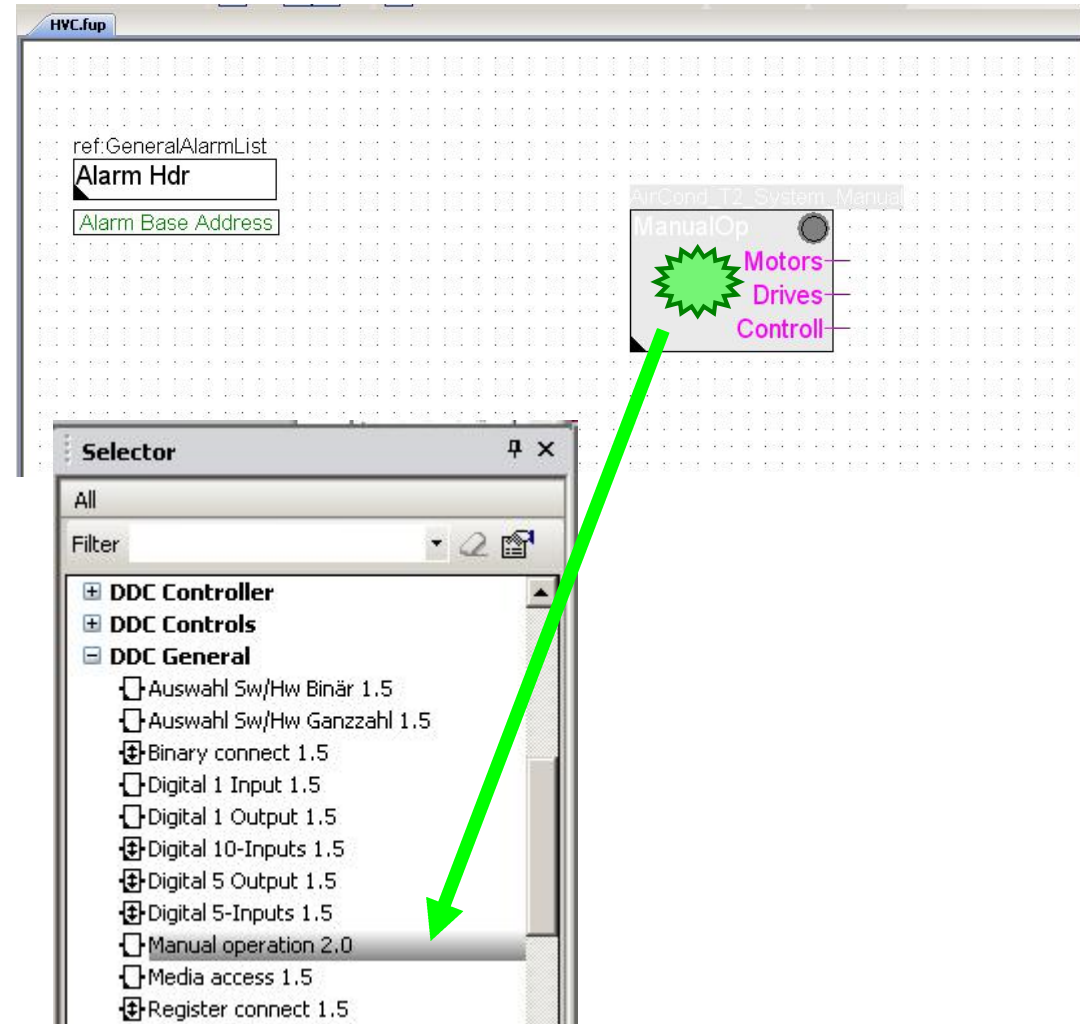 HVC.fup
ref:GeneralAlarmList
Alarm Hdr
Alarm Base Address
AirCond_T2_System_Manual
ManualOp
Motors
Drives
Controll
Selector
All
Filter
DDC Controller
DDC Controls
DDC General
Auswahl Sw/Hw Binär 1.5
Auswahl Sw/Hw Ganzzahl 1.5
Binary connect 1.5
Digital 1 Input 1.5
Digital 1 Output 1.5
Digital 10-Inputs 1.5
Digital 5 Output 1.5
Digital 5-Inputs 1.5
Manual operation 2.0
Media access 1.5
Register connect 1.5